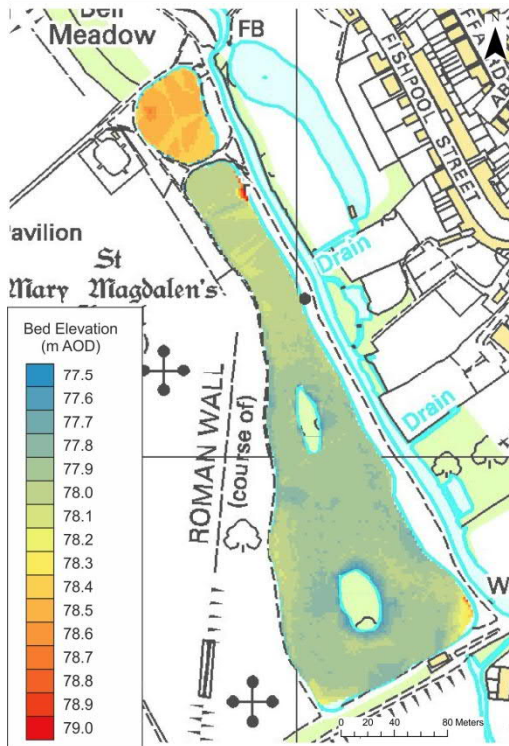 Bell
Meadow
FB
N
FISHPOOL STREET
Pavilion
St
Mary Magdalen's
Drain
Drain
ROMAN WALL
(course of)
W
Bed Elevation
(m AOD)
77.5
77.6
77.7
77.8
77.9
78.0
78.1
78.2
78.3
78.4
78.5
78.6
78.7
78.8
78.9
79.0
0 20 40 80 Meters